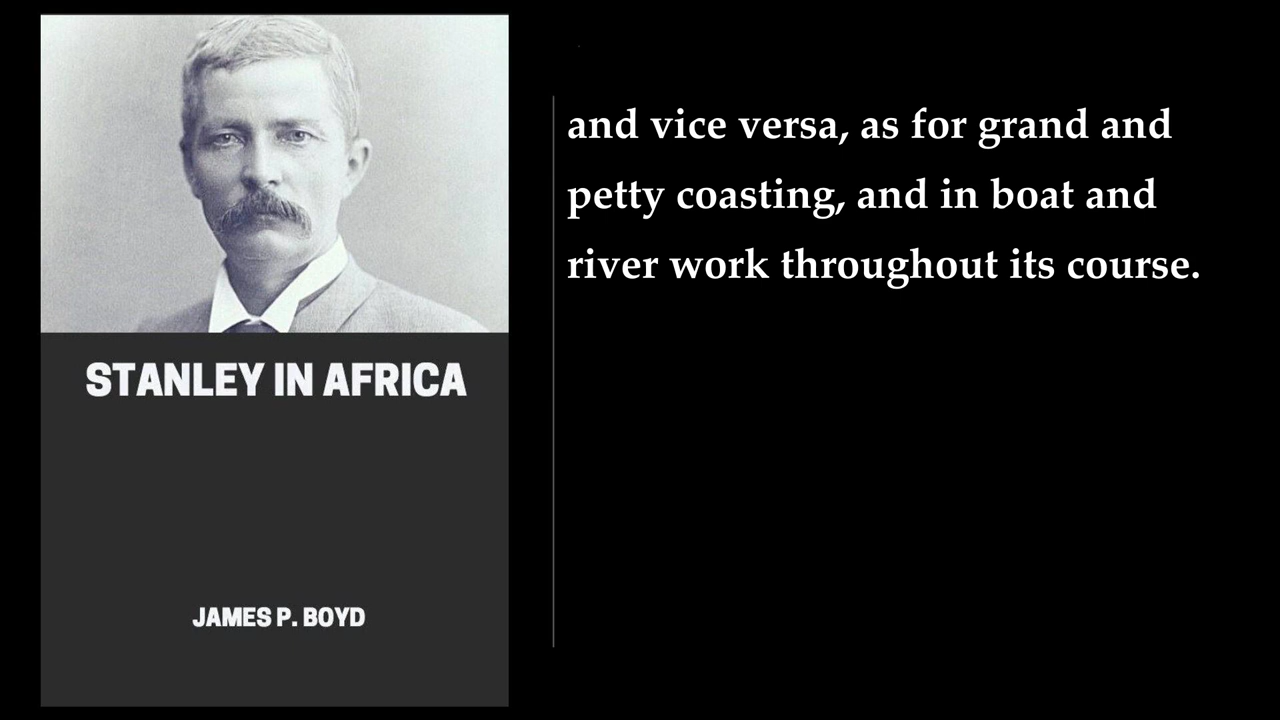 STANLEY IN AFRICA
JAMES P. BOYD
and vice versa, as for grand and
petty coasting, and in boat and
river work throughout its course.